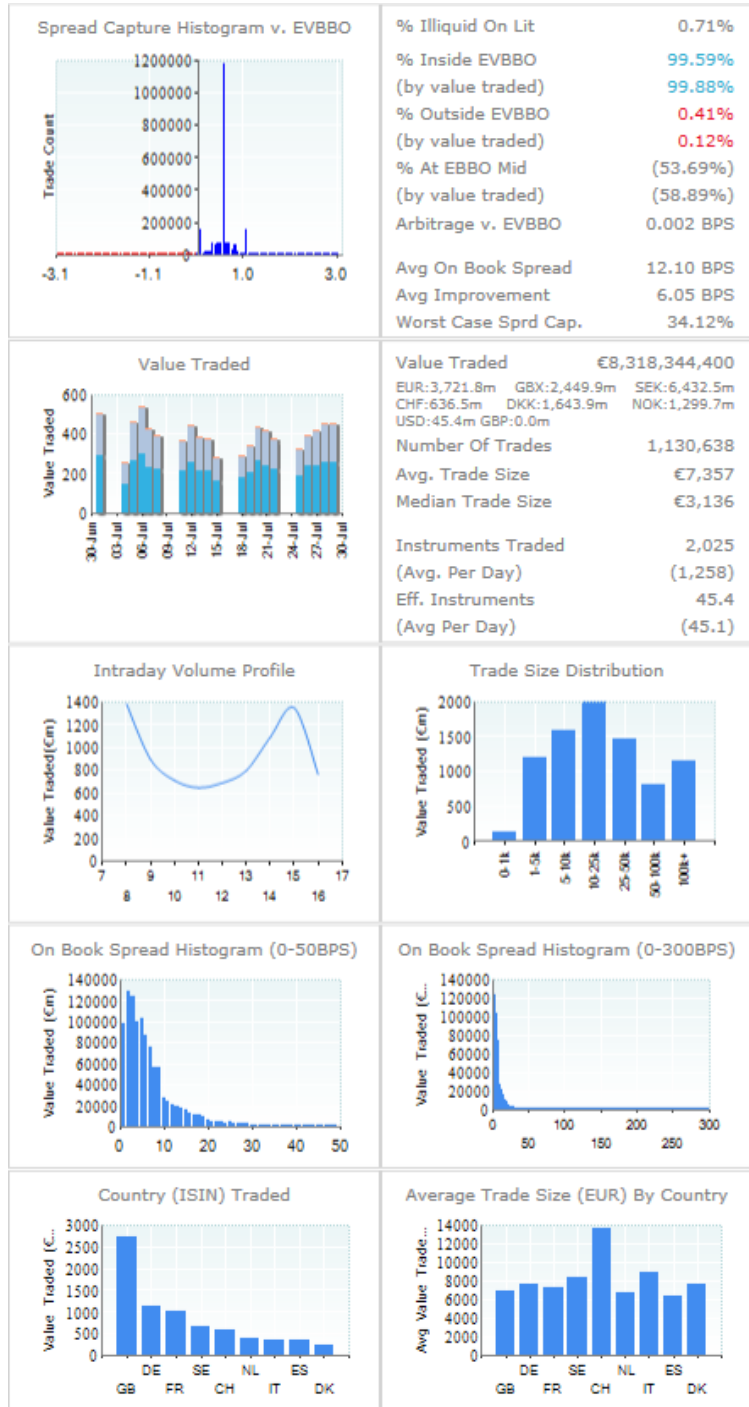 Spread Capture Histogram v. EVBBO
Trade Count
1200000
1000000
800000
600000
400000
200000
0
-3.1 -1.1 1.0 3.0
% Illiquid On Lit 0.71%
% Inside EVBBO 99.59%
(by value traded) 99.88%
% Outside EVBBO 0.41%
(by value traded) 0.12%
% At EBBO Mid (53.69%)
(by value traded) (58.89%)
Arbitrage v. EVBBO 0.002 BPS
Avg On Book Spread 12.10 BPS
Avg Improvement 6.05 BPS
Worst Case Sprd Cap. 34.12%
Value Traded
Value Traded
600
400
200
0
30-Jun 03-Jul 06-Jul 09-Jul 12-Jul 15-Jul 18-Jul 21-Jul 24-Jul 27-Jul 30-Jul
Value Traded €8,318,344,400
EUR:3,721.8m GBX:2,449.9m SEK:6,432.5m
CHF:636.5m DKK:1,643.9m NOK:1,299.7m
USD:45.4m GBP:0.0m
Number Of Trades 1,130,638
Avg. Trade Size €7,357
Median Trade Size €3,136
Instruments Traded 2,025
(Avg. Per Day) (1,258)
Eff. Instruments 45.4
(Avg Per Day) (45.1)
Intraday Volume Profile
Value Traded(€m)
1400
1200
1000
800
600
400
200
0
7 9 11 13 15 17
8 10 12 14 16
Trade Size Distribution
Value Traded (€m)
2000
1500
1000
500
0
0-1k 1-5k 5-10k 10-25k 25-50k 50-100k 100k+
On Book Spread Histogram (0-50BPS)
Value Traded (€m)
140000
120000
100000
80000
60000
40000
20000
0
0 10 20 30 40 50
On Book Spread Histogram (0-300BPS)
Value Traded (€...
140000
120000
100000
80000
60000
40000
20000
0
0 100 200 300
50 150 250
Country (ISIN) Traded
Value Traded (€...
3000
2500
2000
1500
1000
500
0
DE SE NL ES
GB FR CH IT DK
Average Trade Size (EUR) By Country
Avg Value Trade...
14000
12000
10000
8000
6000
4000
2000
0
DE SE NL ES
GB FR CH IT DK